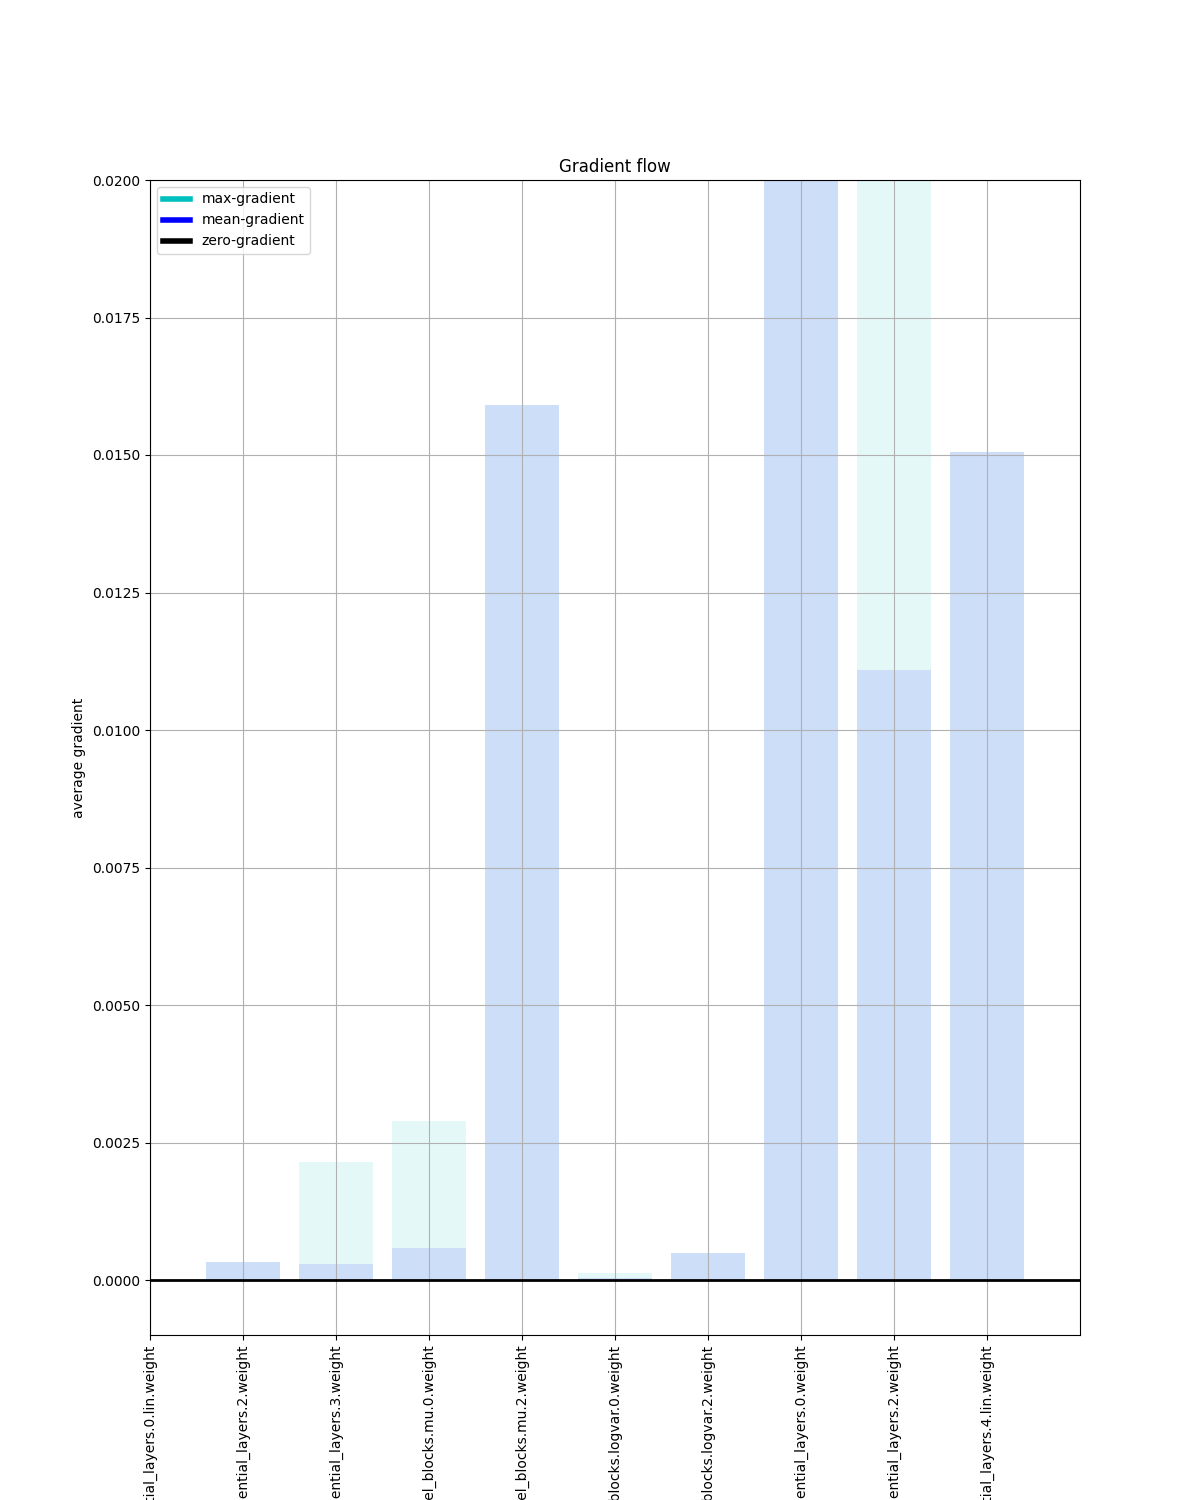 Gradient flow
max-gradient
mean-gradient
zero-gradient
0.0200
0.0175
0.0150
0.0125
0.0100
0.0075
0.0050
0.0025
0.0000
average gradient
tial_layers.0.lin.weight
ential_layers.2.weight
ential_layers.3.weight
el_blocks.mu.0.weight
el_blocks.mu.2.weight
blocks.logvar.0.weight
blocks.logvar.2.weight
ential_layers.0.weight
ential_layers.2.weight
tial_layers.4.lin.weight